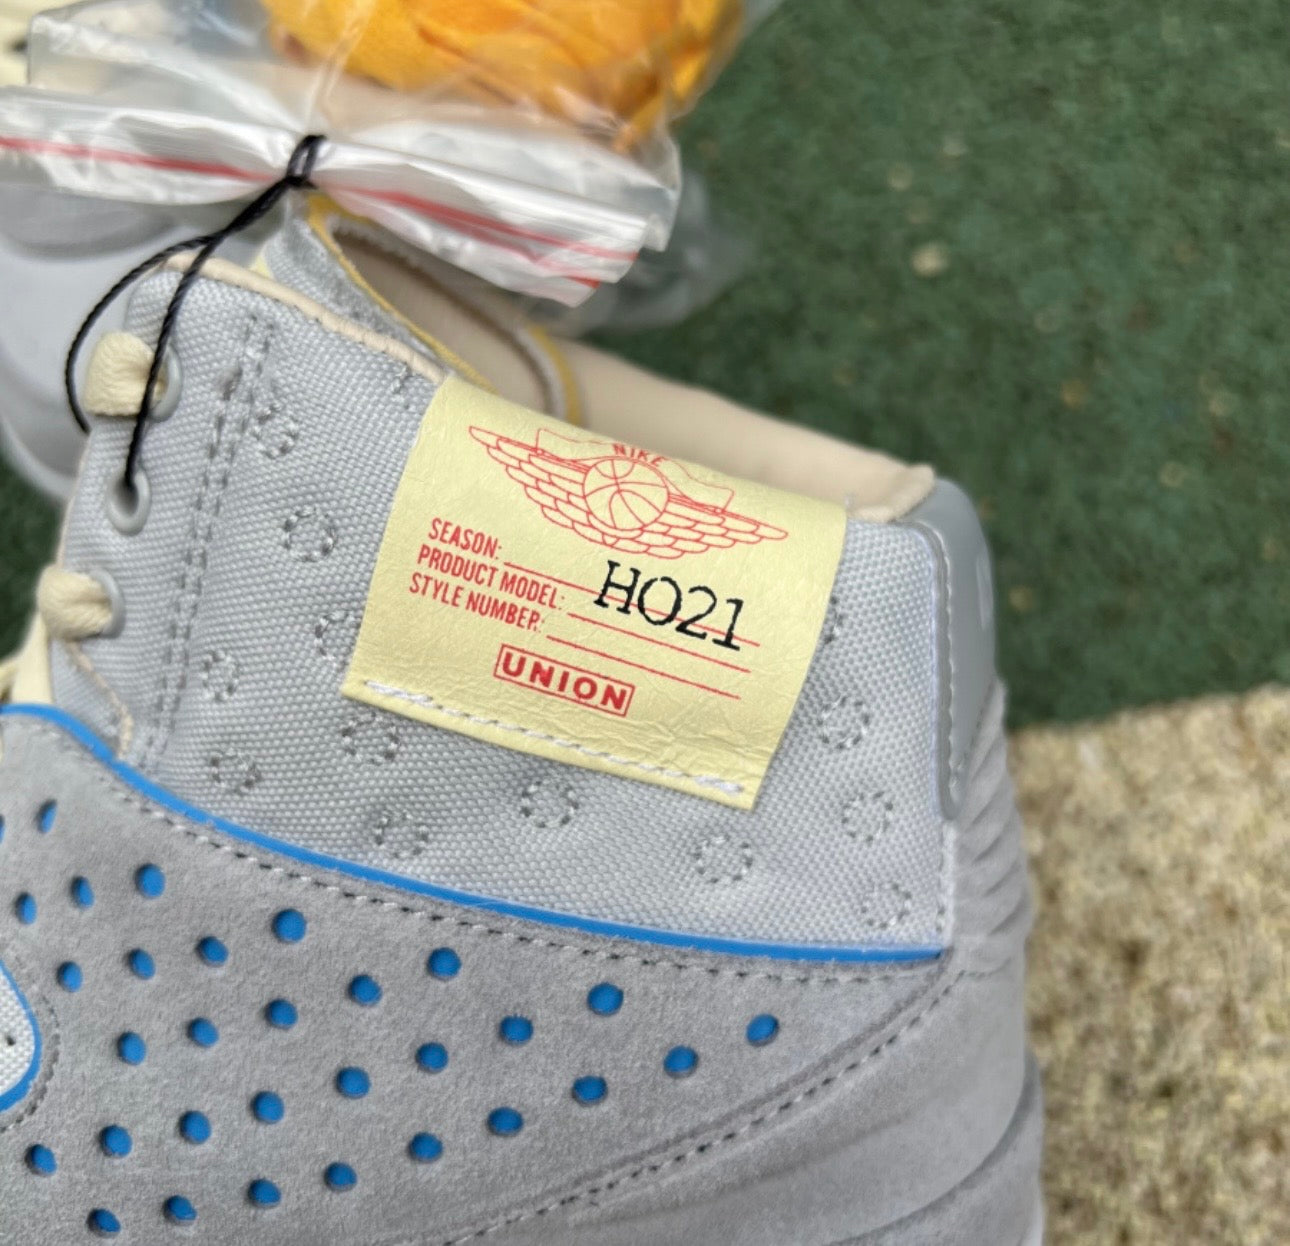 NIKE
SEASON:
PRODUCT MODEL: HO21
STYLE NUMBER:
UNION